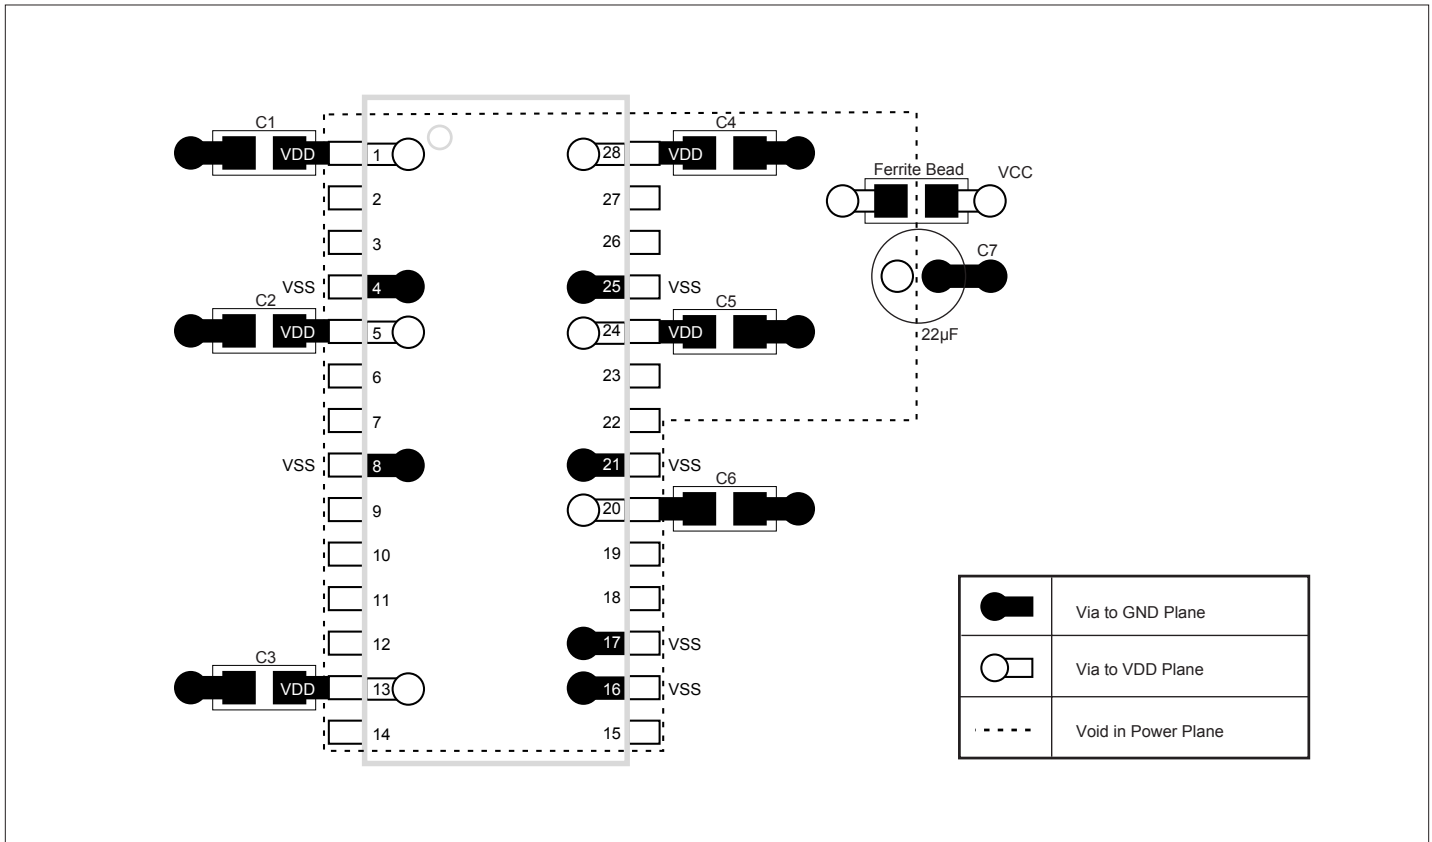 C1
C4
VDD
1
28
VDD
Ferrite Bead
VCC
2
27
3
26
C7
VSS
4
25
VSS
C2
C5
VDD
5
24
VDD
22µF
6
23
7
22
VSS
8
21
VSS
C6
9
20
10
19
11
18
Via to GND Plane
12
17
VSS
C3
Via to VDD Plane
VDD
13
16
VSS
14
15
Void in Power Plane